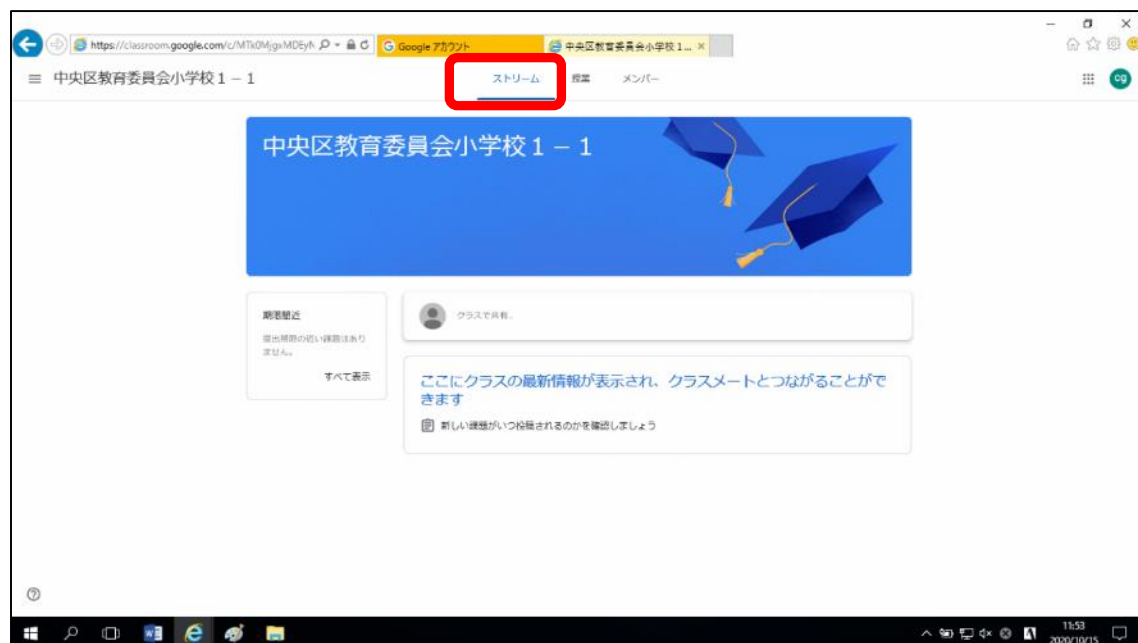 https://classroom.google.com/c/MTk0MjgxMDEyN
Google アカウント
中央区教育委員会小学校 1...
中央区教育委員会小学校１－１
ストリーム
授業
メンバー
cg
中央区教育委員会小学校１－１
期限間近
提出期限の近い課題はあり
ません。
すべて表示
クラスで共有...
ここにクラスの最新情報が表示され、クラスメートとつながることがで
きます
新しい課題がいつ投稿されるのかを確認しましょう
11:53
2020/10/15